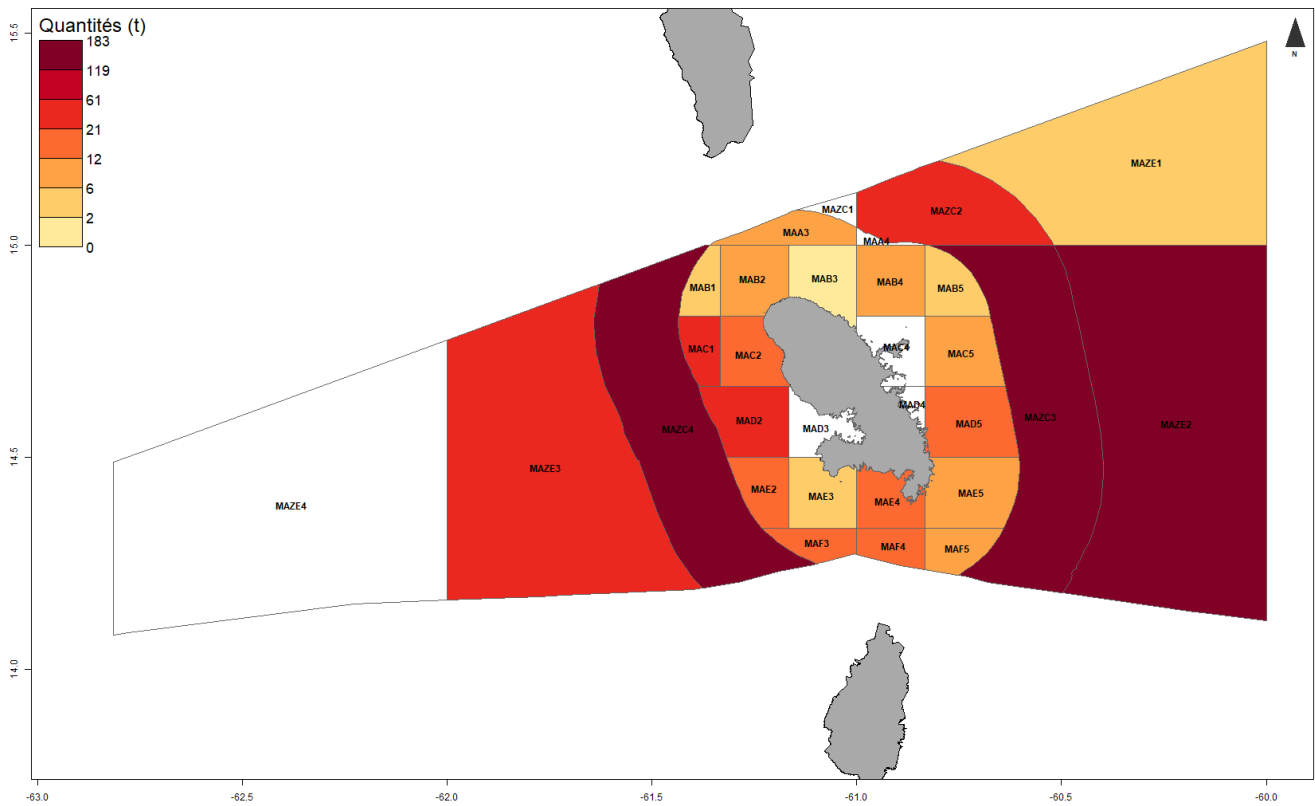 Quantités (t)
183
119
61
21
12
6
2
0
N
15.5
15.0
14.5
14.0
MAZE1
MAZC1
MAZC2
MAA3
MAA4
MAB1
MAB2
MAB3
MAB4
MAB5
MAC1
MAC2
MAC4
MAC5
MAD4
MAZC4
MAD2
MAD3
MAD5
MAZC3
MAZE2
MAZE3
MAZE4
MAE2
MAE3
MAE4
MAE5
MAF3
MAF4
MAF5
-63.0
-62.5
-62.0
-61.5
-61.0
-60.5
-60.0